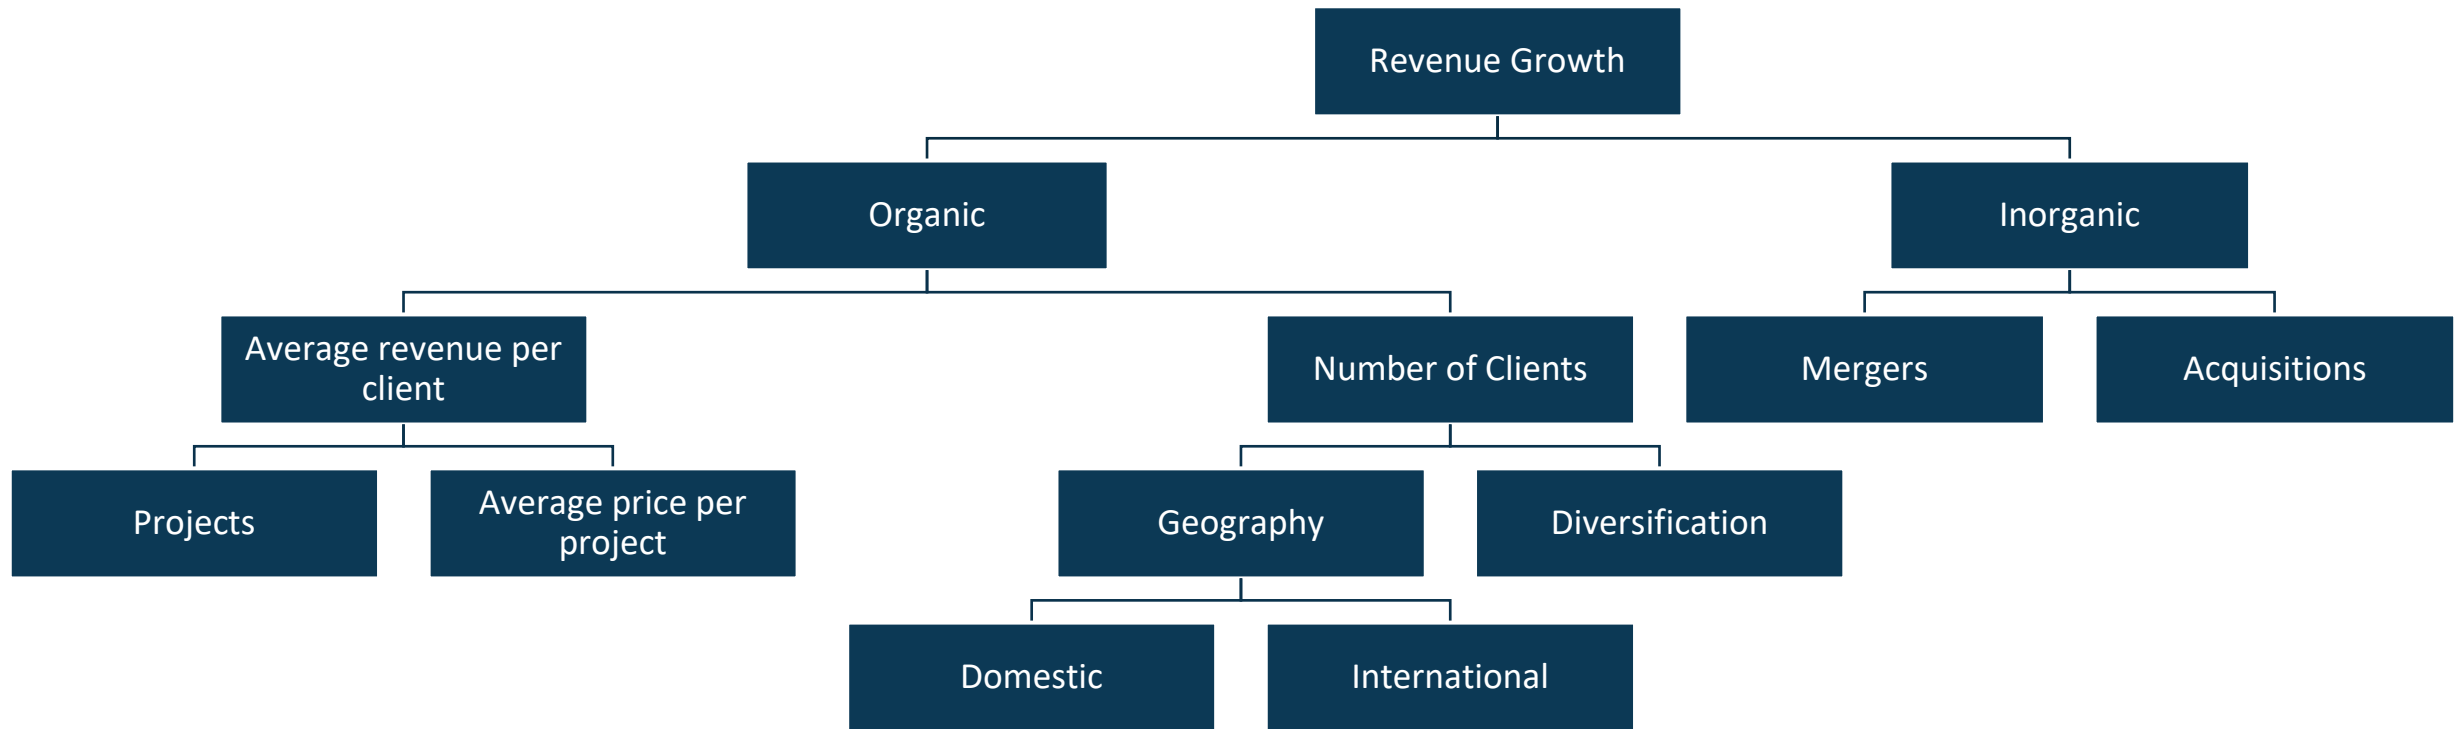 Revenue Growth
Organic
Inorganic
Average revenue per
client
Number of Clients
Mergers
Acquisitions
Projects
Average price per
project
Geography
Diversification
Domestic
International